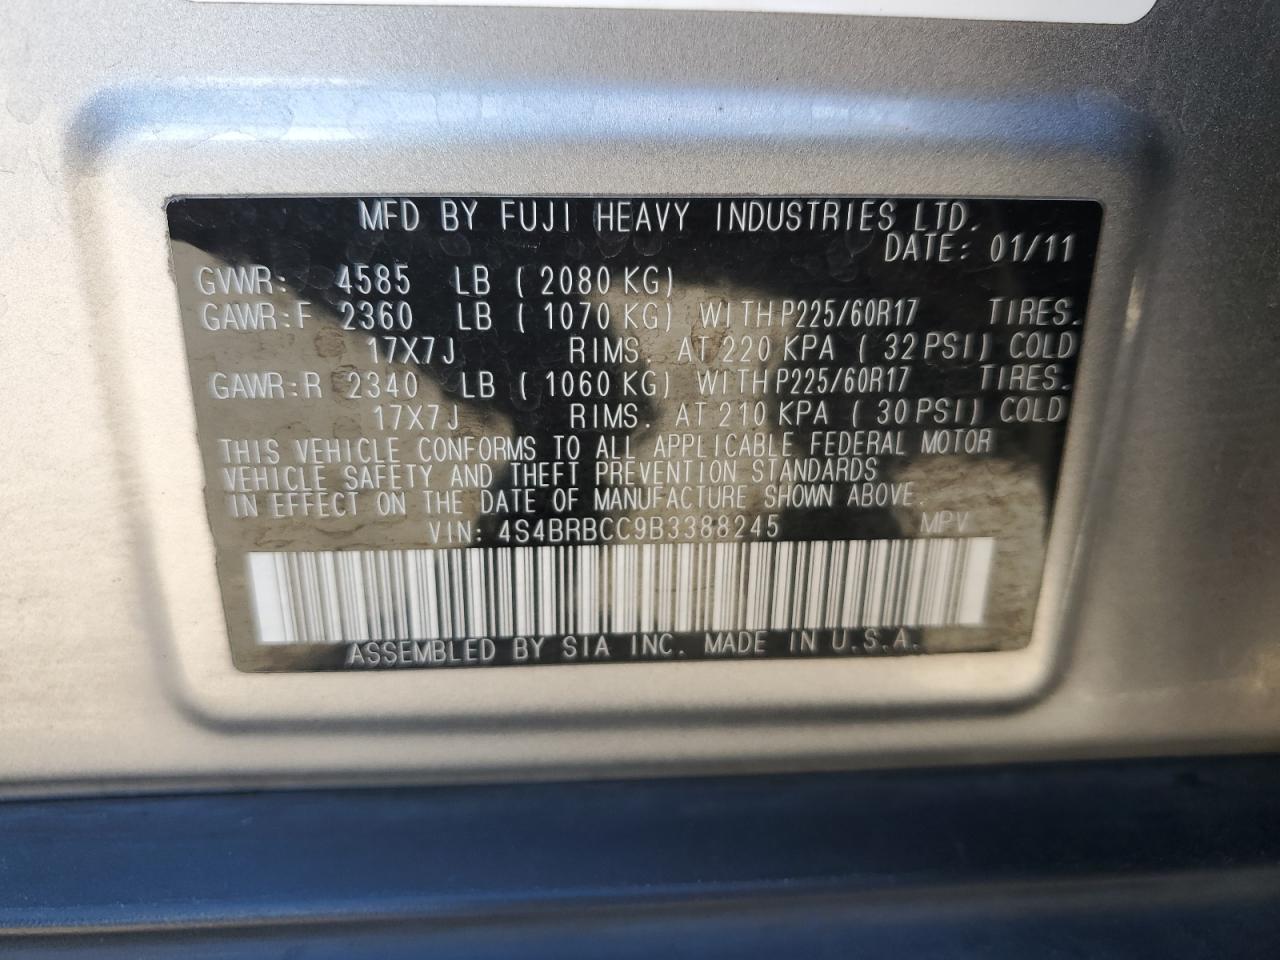 MFD BY FUJI HEAVY INDUSTRIES LTD.
DATE: 01/11
GVWR: 4585 LB ( 2080 KG)
GAWR:F 2360 LB ( 1070 KG) WITH P225/60R17 TIRES.
17X7J RIMS. AT 220 KPA ( 32 PSI) COLD
GAWR:R 2340 LB ( 1060 KG) WITH P225/60R17 TIRES.
17X7J RIMS. AT 210 KPA ( 30 PSI) COLD
THIS VEHICLE CONFORMS TO ALL APPLICABLE FEDERAL MOTOR
VEHICLE SAFETY AND THEFT PREVENTION STANDARDS
IN EFFECT ON THE DATE OF MANUFACTURE SHOWN ABOVE.
VIN: 4S4BRBCC9B3388245 MPV
ASSEMBLED BY SIA INC. MADE IN U.S.A.